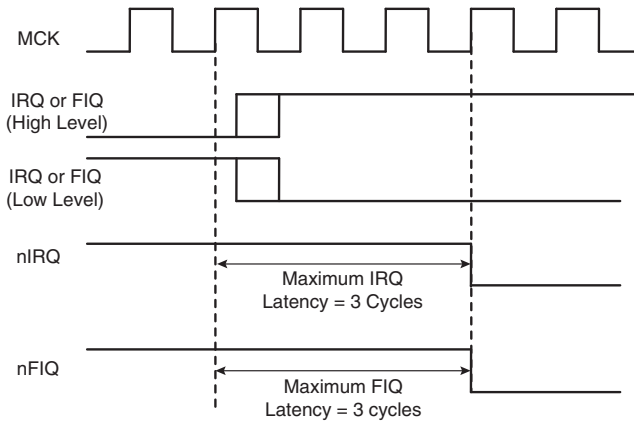 MCK
IRQ or FIQ
(High Level)
IRQ or FIQ
(Low Level)
nIRQ
Maximum IRQ
Latency = 3 Cycles
nFIQ
Maximum FIQ
Latency = 3 cycles